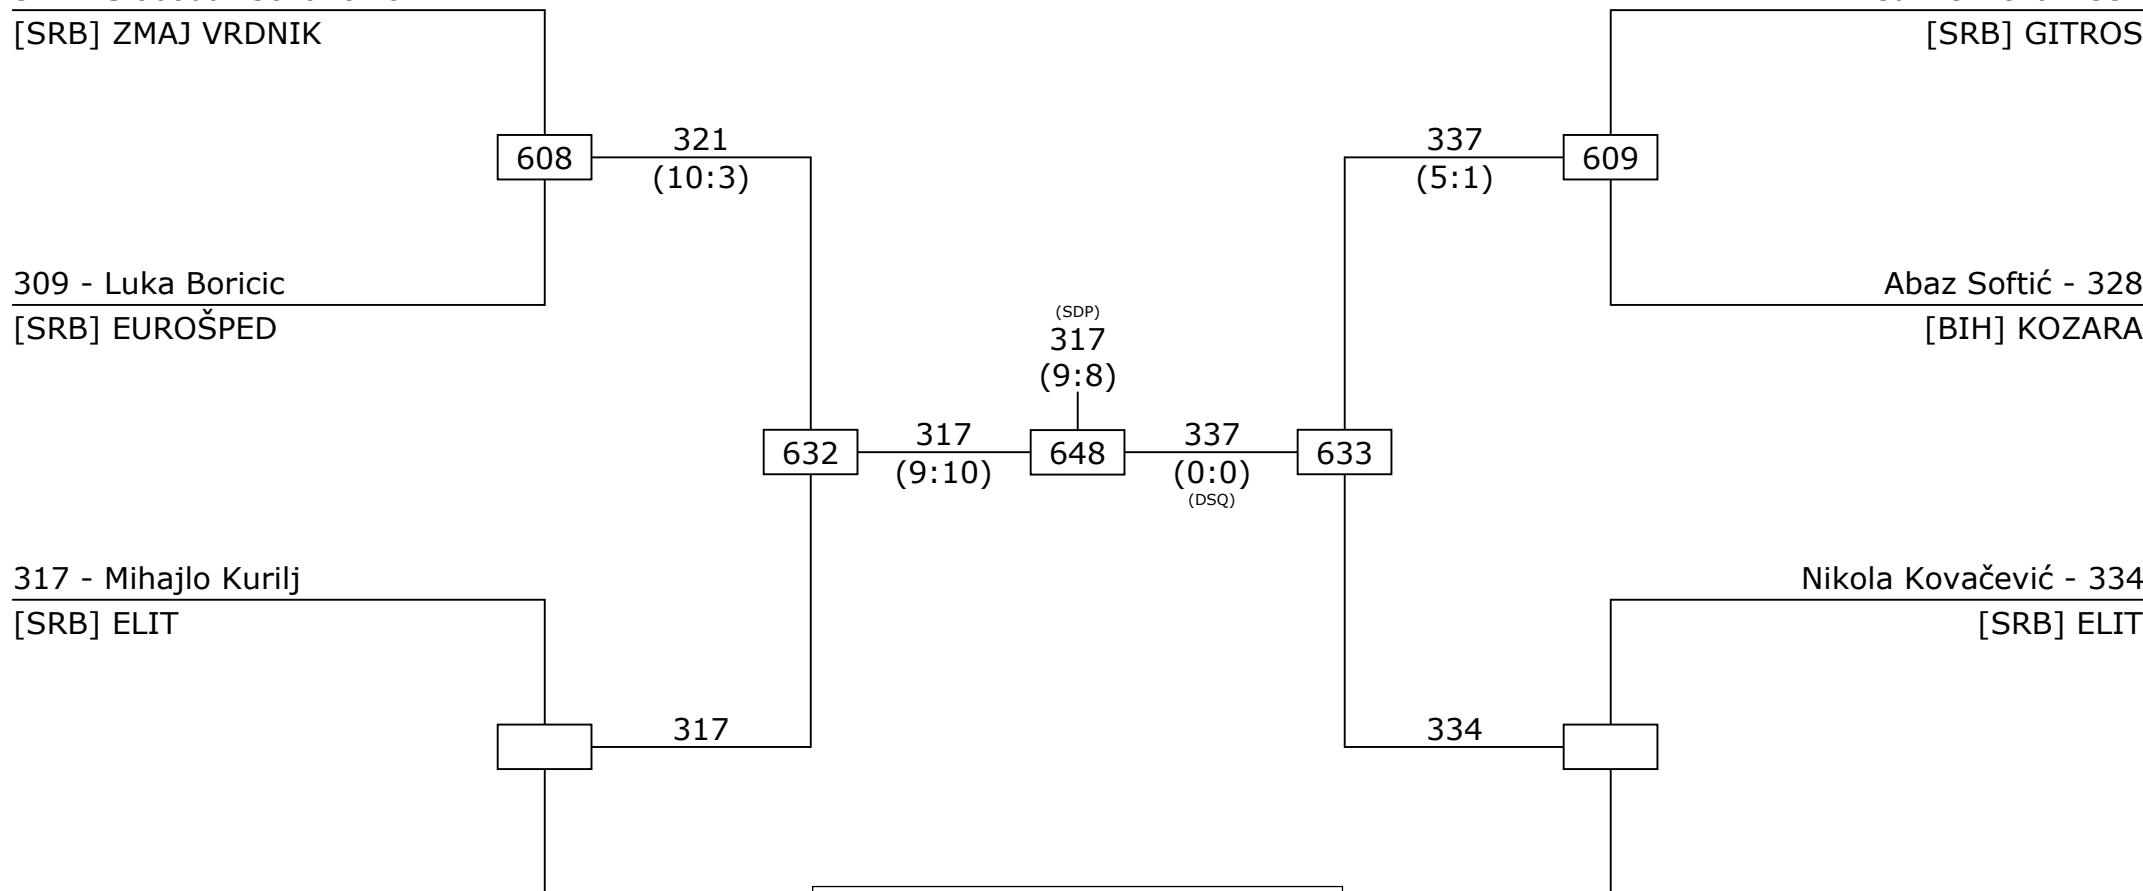 [SRB] ZMAJ VRDNIK
[SRB] GITROS
608
321
(10:3)
337
(5:1)
609
309 - Luka Boricic
[SRB] EUROŠPED
Abaz Softić - 328
[BIH] KOZARA
(SDP)
317
(9:8)
632
317
(9:10)
648
337
(0:0)
(DSQ)
633
317 - Mihajlo Kurilj
[SRB] ELIT
Nikola Kovačević - 334
[SRB] ELIT
317
334